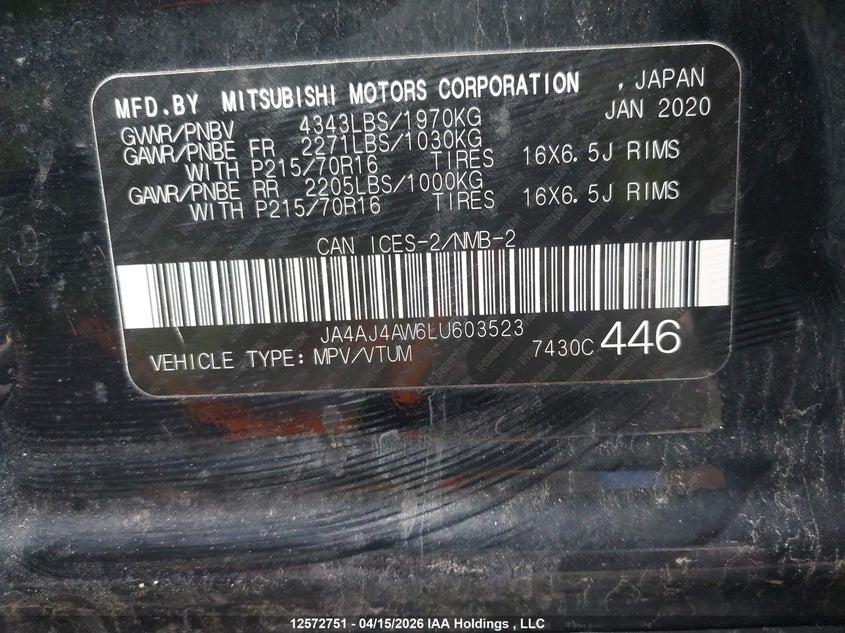 MFD.BY MITSUBISHI MOTORS CORPORATION , JAPAN
GWR/PNBV 4343LBS/1970KG JAN 2020
GAWR/PNBE FR 2271LBS/1030KG
WITH P215/70R16 TIRES 16X6.5J RIMS
GAWR/PNBE RR 2205LBS/1000KG
WITH P215/70R16 TIRES 16X6.5J RIMS
CAN ICES-2/NMB-2
JA4AJ4AW6LU603523
VEHICLE TYPE: MPV/VTUM 7430C 446
12572751 - 04/15/2026 IAA Holdings , LLC